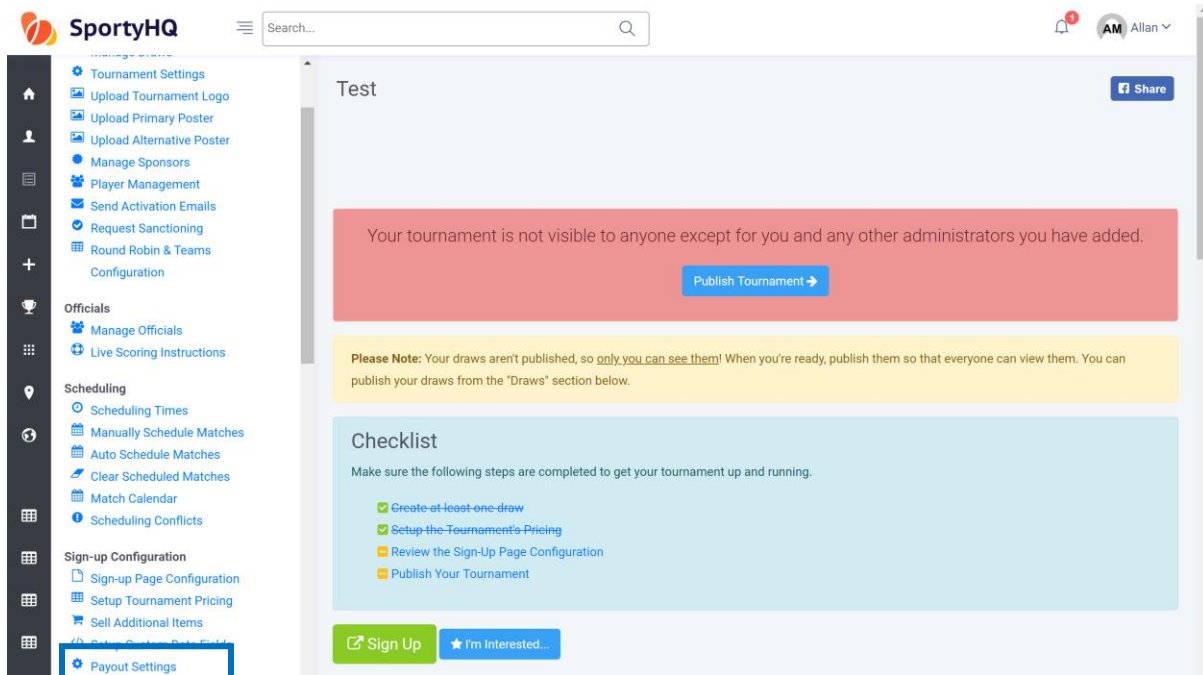 SportyHQ
Search...
1
AM Allan
Manage Draws
Tournament Settings
Upload Tournament Logo
Upload Primary Poster
Upload Alternative Poster
Manage Sponsors
Player Management
Send Activation Emails
Request Sanctioning
Round Robin & Teams
Configuration
Officials
Manage Officials
Live Scoring Instructions
Scheduling
Scheduling Times
Manually Schedule Matches
Auto Schedule Matches
Clear Scheduled Matches
Match Calendar
Scheduling Conflicts
Sign-up Configuration
Sign-up Page Configuration
Setup Tournament Pricing
Sell Additional Items
Setup Custom Data Fields
Payout Settings
Test
Share
Your tournament is not visible to anyone except for you and any other administrators you have added.
Publish Tournament
Please Note: Your draws aren't published, so only you can see them! When you're ready, publish them so that everyone can view them. You can
publish your draws from the "Draws" section below.
Checklist
Make sure the following steps are completed to get your tournament up and running.
Create at least one draw
Setup the Tournament's Pricing
Review the Sign-Up Page Configuration
Publish Your Tournament
Sign Up
I'm Interested...